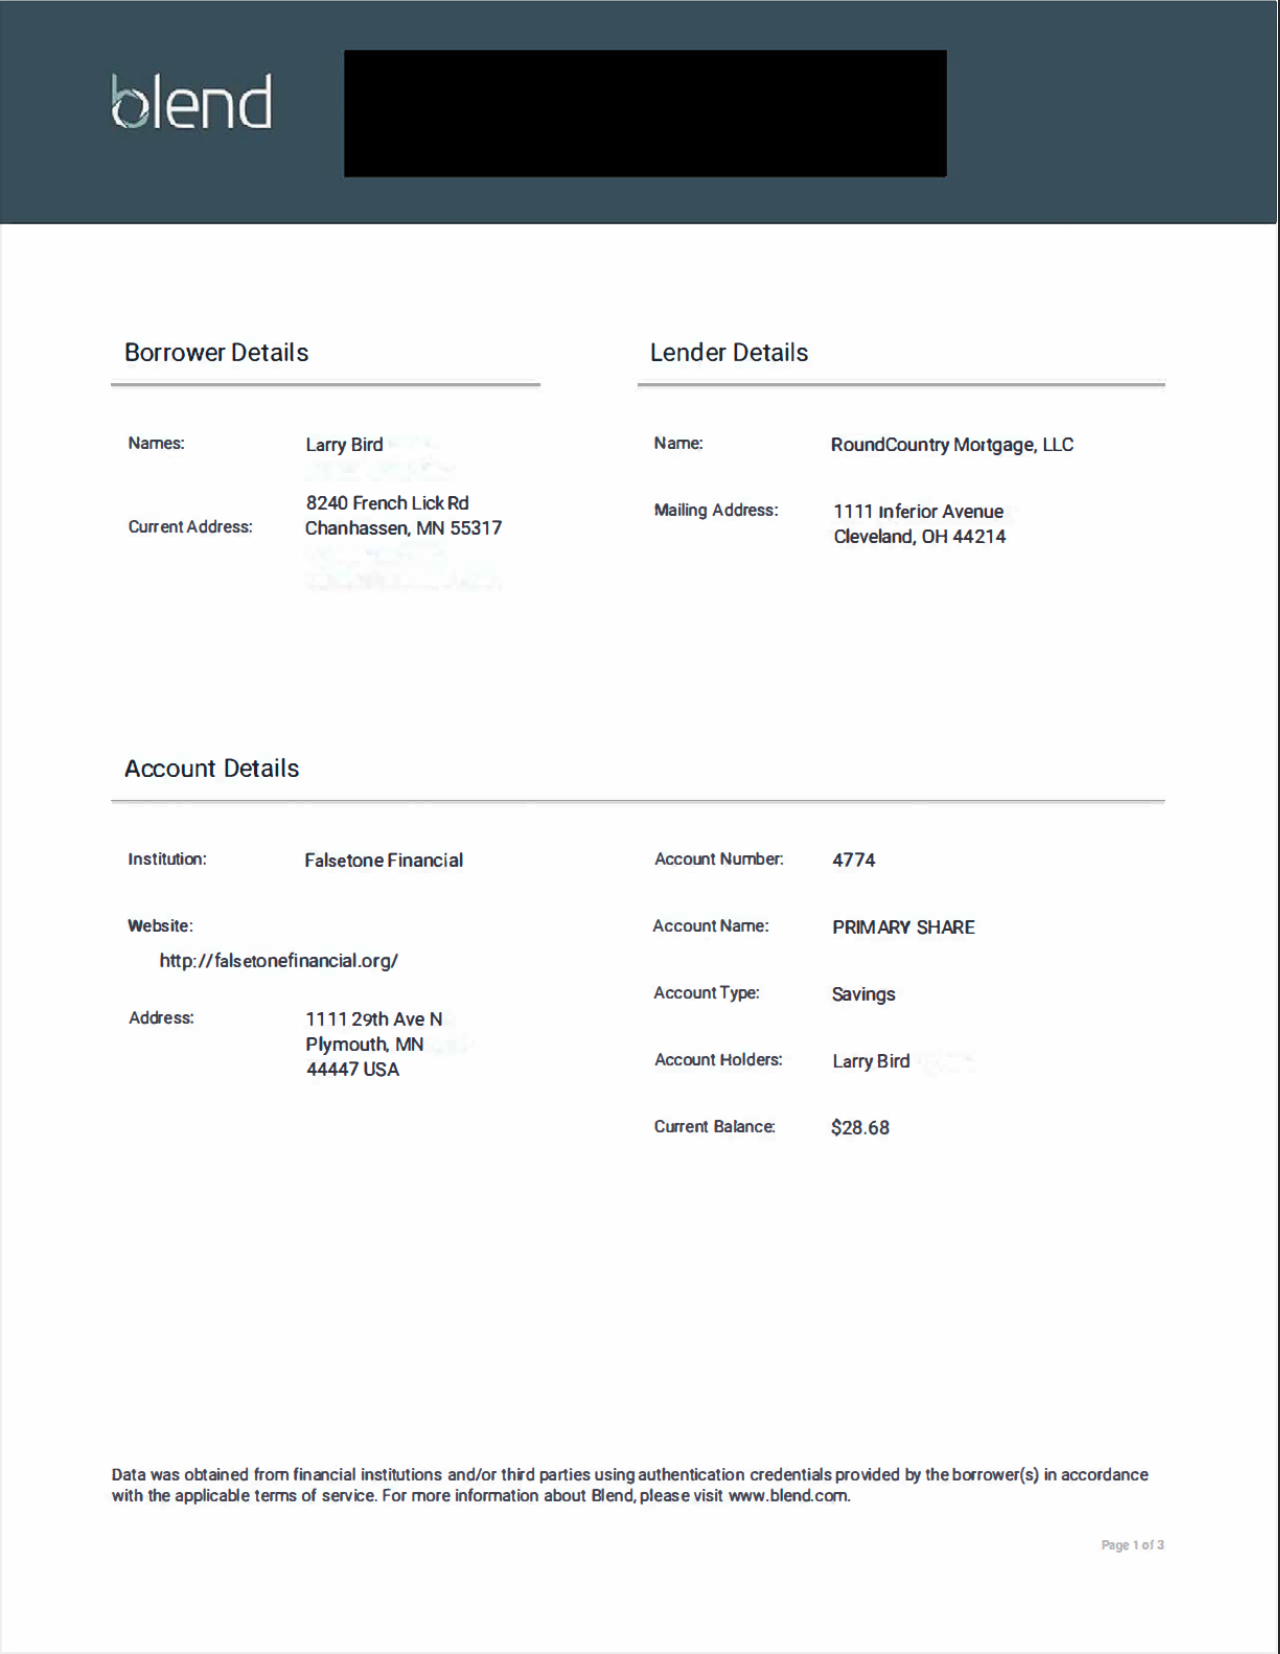 blend
Borrower Details
Lender Details
Names:
Larry Bird
Current Address:
8240 French Lick Rd
Chanhassen, MN 55317
Name:
RoundCountry Mortgage, LLC
Mailing Address:
1111 Inferior Avenue
Cleveland, OH 44214
Account Details
Institution:
Falsetone Financial
Website:
http://falsetonefinancial.org/
Address:
1111 29th Ave N
Plymouth, MN
44447 USA
Account Number:
4774
Account Name:
PRIMARY SHARE
Account Type:
Savings
Account Holders:
Larry Bird
Current Balance:
$28.68
Data was obtained from financial institutions and/or third parties using authentication credentials provided by the borrower(s) in accordance
with the applicable terms of service. For more information about Blend, please visit www.blend.com.
Page 1 of 3